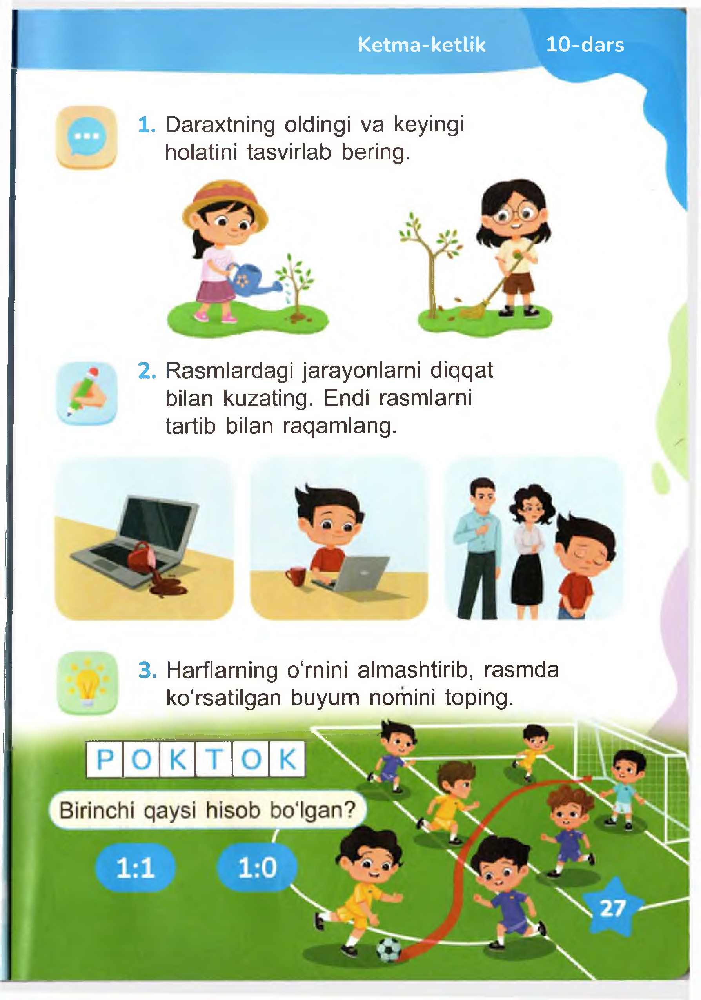 Ketma-ketlik 10-dars
1. Daraxtning oldingi va keyingi
holatini tasvirlab bering.
2. Rasmlardagi jarayonlarni diqqat
bilan kuzating. Endi rasmlarni
tartib bilan raqamlang.
3. Harflarning o‘rnini almashtirib, rasmda
ko‘rsatilgan buyum nomini toping.
P O K T O K
Birinchi qaysi hisob bo‘lgan?
1:1 1:0
27